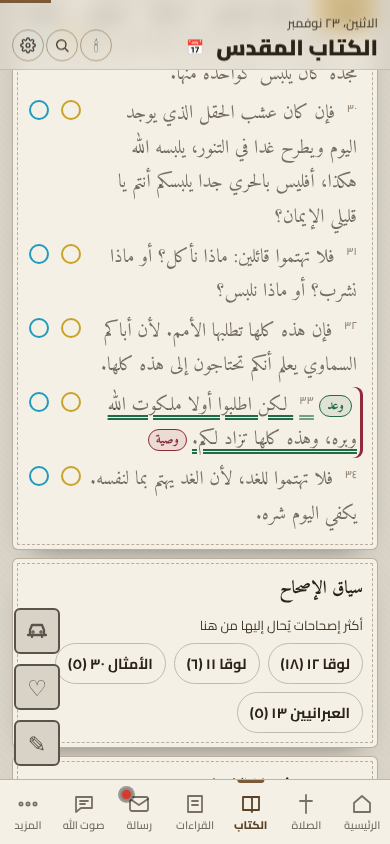 الاثنين، ٢٣ نوفمبر
الكتاب المقدس
مجده كان يلبس كواحدة منها.
٣٠ فإن كان عشب الحقل الذي يوجد
اليوم ويطرح غدا في التنور، يلبسه الله
هكذا، أفليس بالحري جدا يلبسكم أنتم يا
قليلي الإيمان؟
٣١ فلا تهتموا قائلين: ماذا نأكل؟ أو ماذا
نشرب؟ أو ماذا نلبس؟
٣٢ فإن هذه كلها تطلبها الأمم. لأن أباكم
السماوي يعلم أنكم تحتاجون إلى هذه كلها.
وعد ٣٣ لكن اطلبوا أولا ملكوت الله
وبره، وهذه كلها تزاد لكم. وصية
٣٤ فلا تهتموا للغد، لأن الغد يهتم بما لنفسه.
يكفي اليوم شره.
سياق الإصحاح
أكثر إصحاحات يُحال إليها من هنا
لوقا ١٢ (١٨) لوقا ١١ (٦) الأمثال ٣٠ (٥)
العبرانيين ١٣ (٥)
الرئيسية الصلاة الكتاب القراءات رسالة صوت الله المزيد